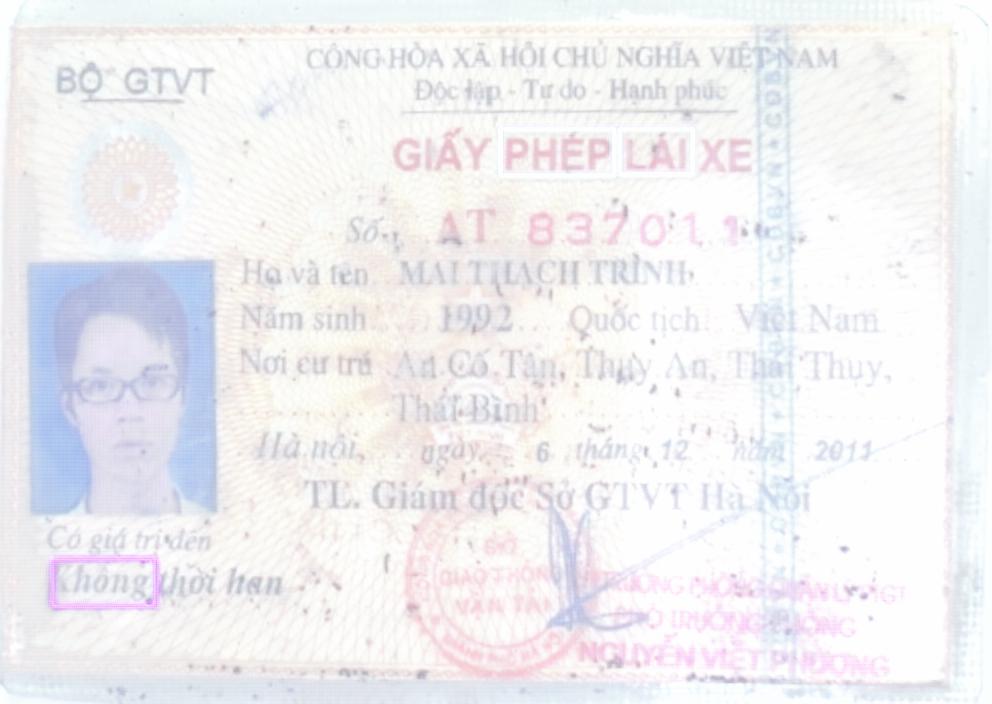 BỘ GTVT
CÔNG HÒA XÃ HỘI CHỦ NGHĨA VIỆT NAM
Độc lập - Tự do - Hạnh phúc
GIẤY PHÉP LÁI XE
Số: AT 837011
Họ và tên MAI THẠCH TRÌNH
Năm sinh 1992 Quốc tịch Việt Nam
Nơi cư trú An Cố Tân, Thụy An, Thái Thụy,
Thái Bình
Hà nội, ngày 6 tháng 12 năm 2011
TL. Giám đốc Sở GTVT Hà Nội
Có giá trị đến
Không thời hạn
GIAO THÔNG
VẬN TẢI
TRƯỞNG PHÒNG QUẢN LÝ
PHÓ TRƯỞNG PHÒNG
NGUYỄN VIỆT PHƯƠNG